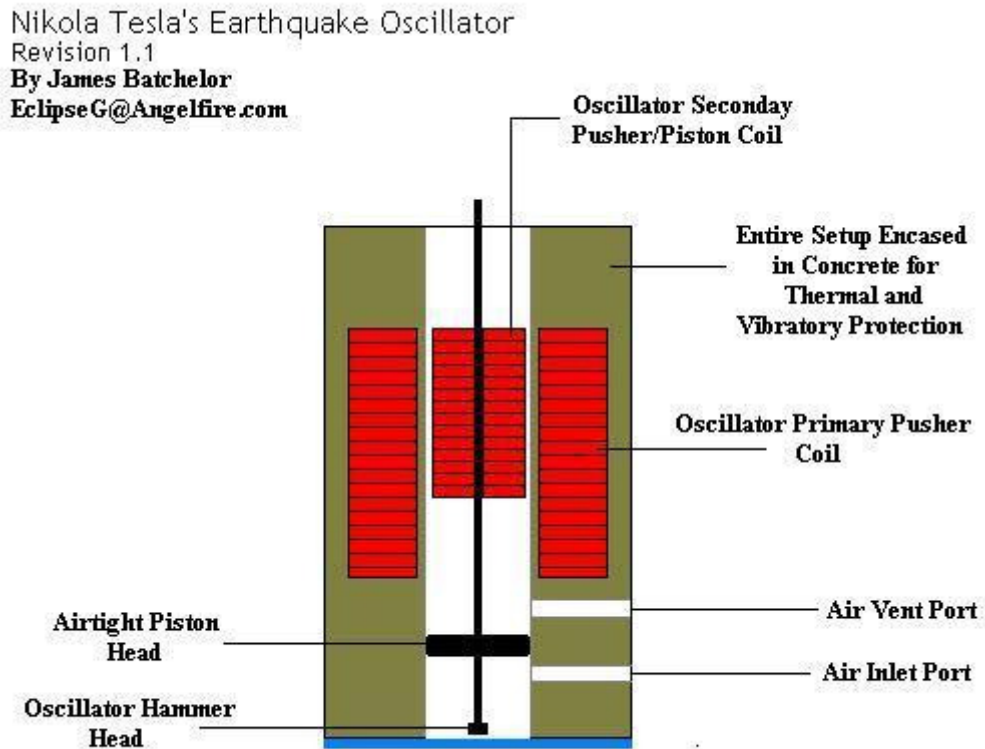 Nikola Tesla's Earthquake Oscillator
Revision 1.1
By James Batchelor
EclipseG@Angelfire.com
Oscillator Seconday
Pusher/Piston Coil
Entire Setup Encased
in Concrete for
Thermal and
Vibratory Protection
Oscillator Primary Pusher
Coil
Air Vent Port
Airtight Piston
Head
Air Inlet Port
Oscillator Hammer
Head